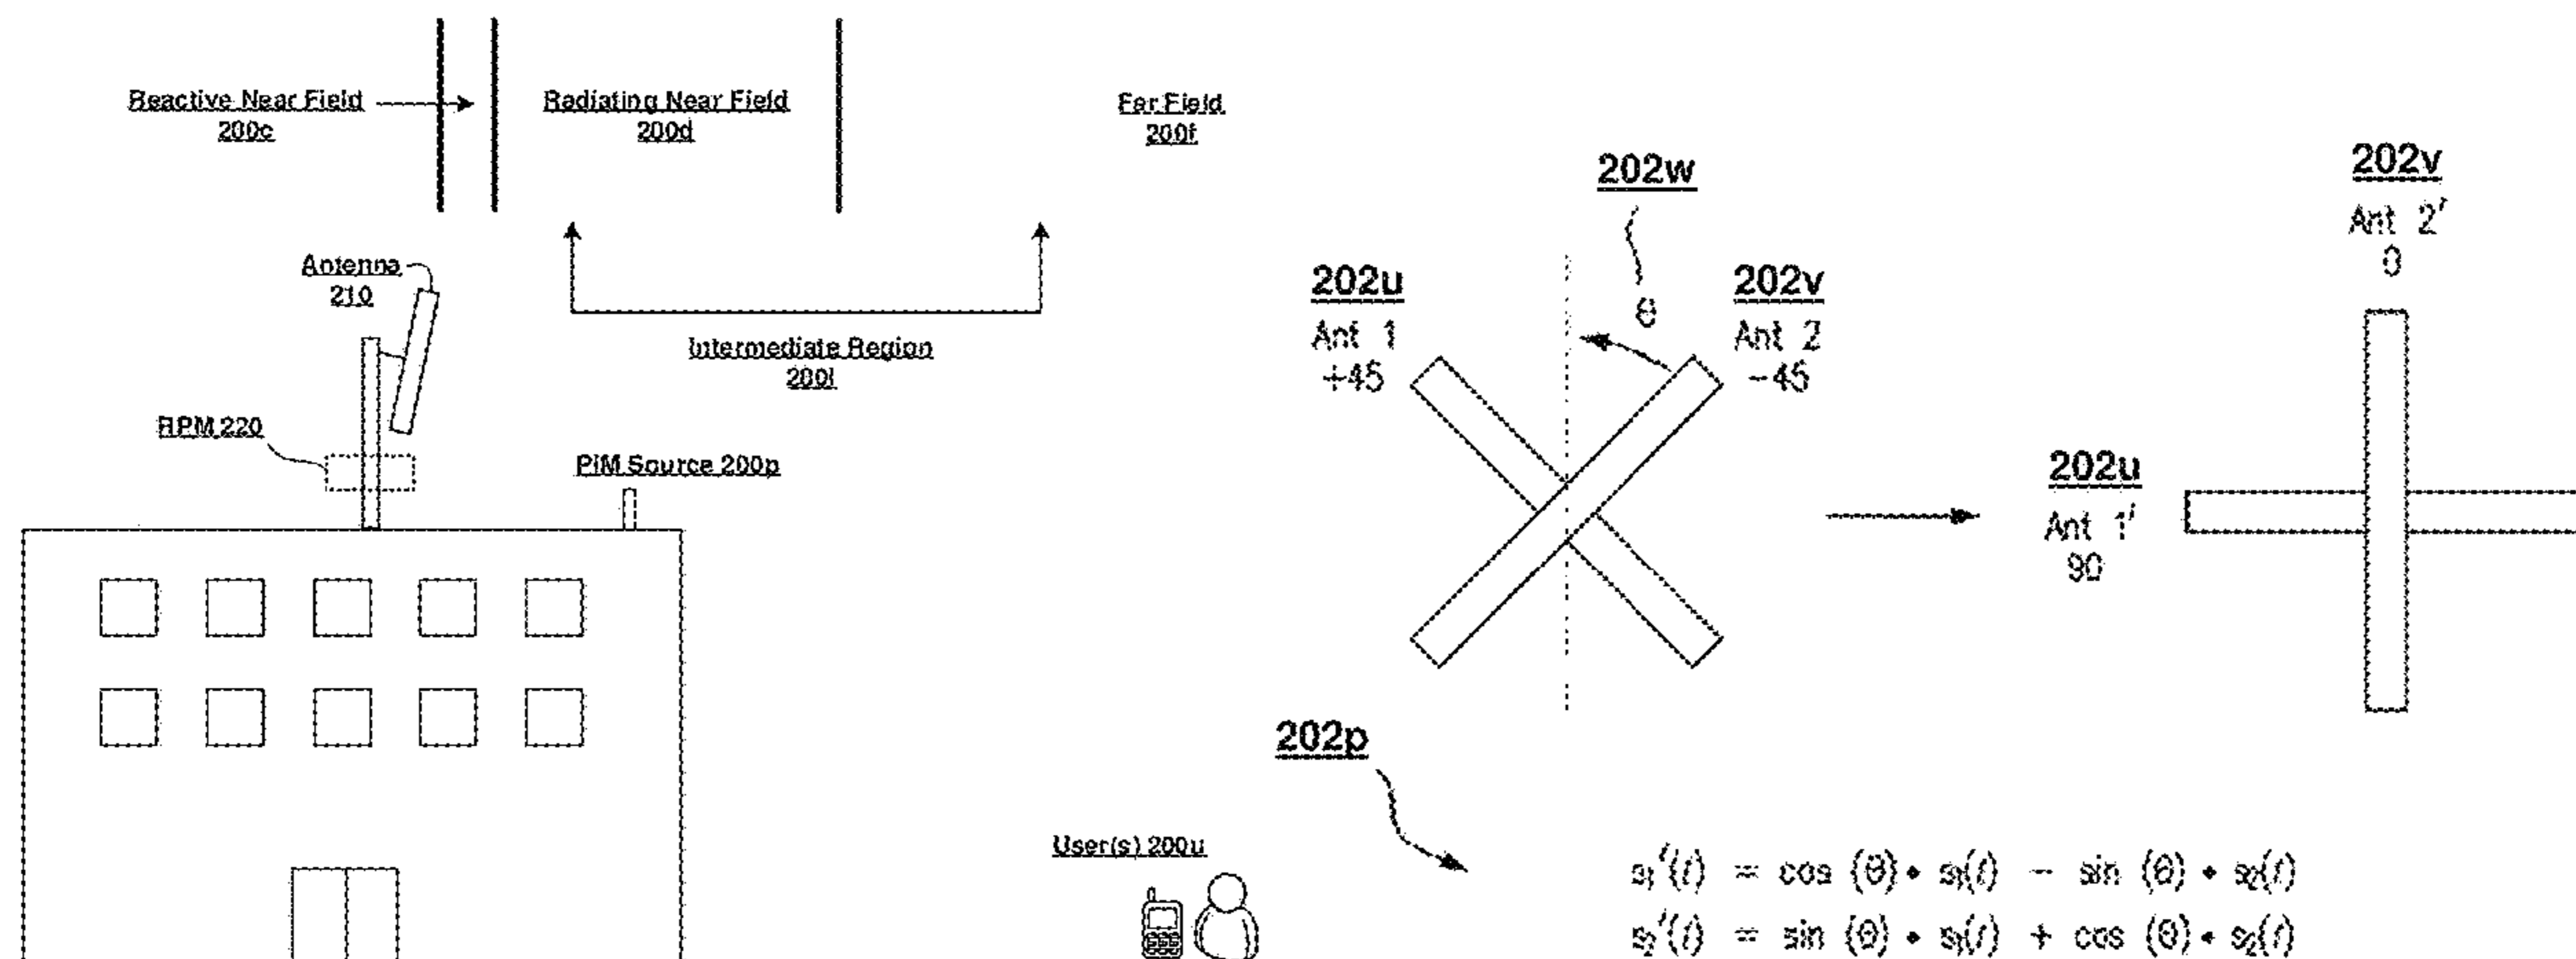 Reactive Near Field
200c
Radiating Near Field
200d
Far Field
200f
Antenna
210
Intermediate Region
200i
RPM 220
PIM Source 200p
User(s) 200u
202w
θ
202u
Ant 1
+45
202v
Ant 2
-45
202u
Ant 1'
90
202v
Ant 2'
0
202p
s₁'(t) = cos (θ) • s₁(t) - sin (θ) • s₂(t)
s₂'(t) = sin (θ) • s₁(t) + cos (θ) • s₂(t)